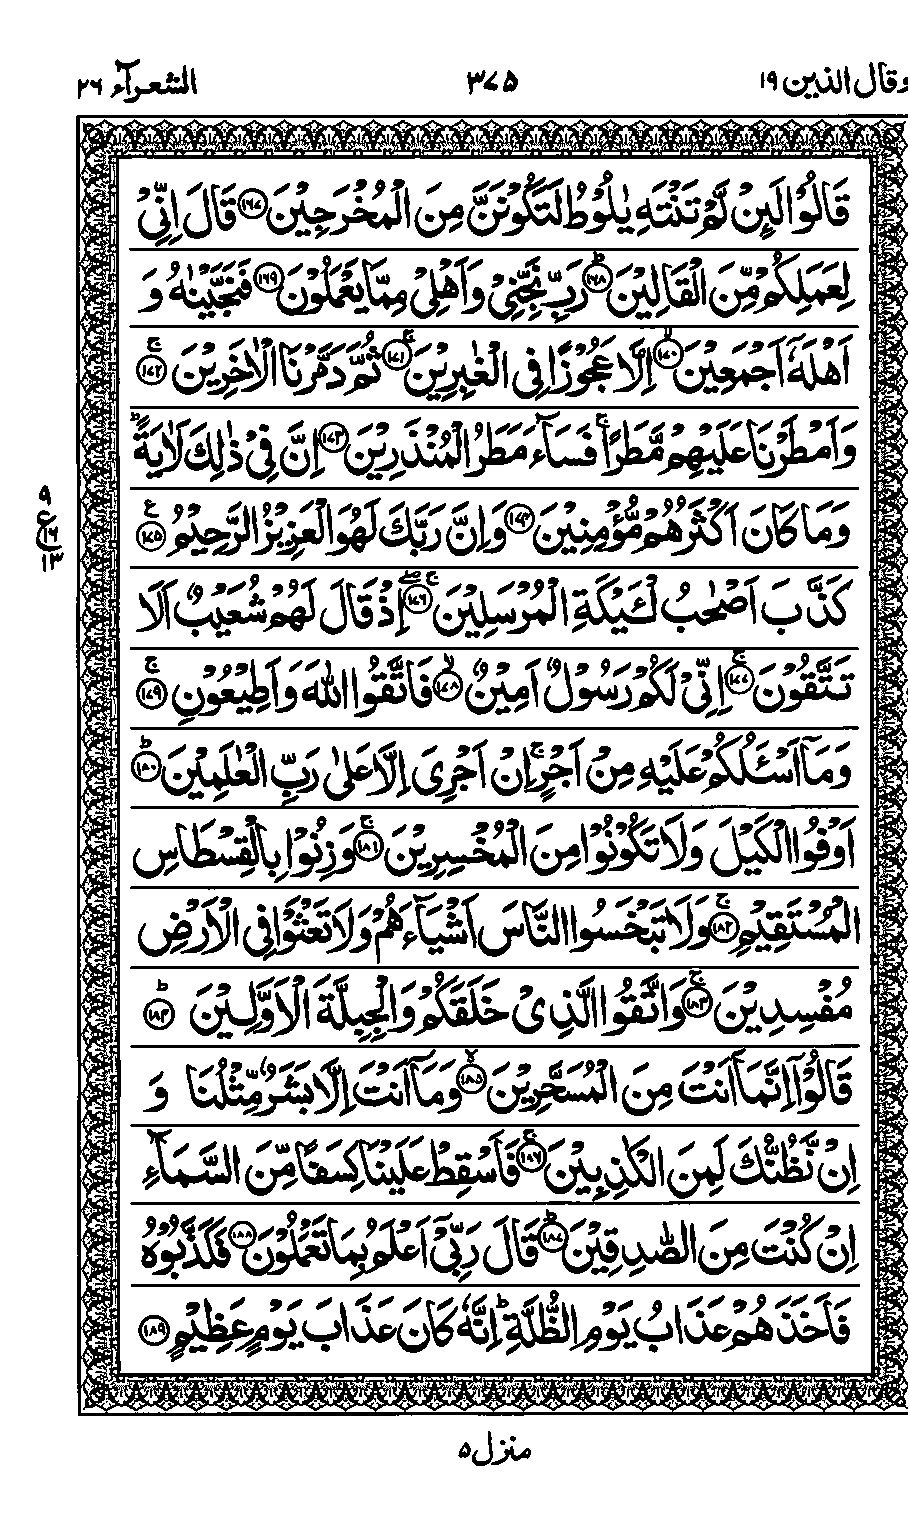 وقال الذين ١٩
٣٧٥
الشعرآء ٢٦
قَالُوْا لَىِٕنْ لَّمْ تَنْتَهِ يٰلُوْطُ لَتَكُوْنَنَّ مِنَ الْمُخْرَجِيْنَ ﴿١٦٧﴾ قَالَ اِنِّىْ
لِعَمَلِكُمْ مِّنَ الْقَالِيْنَ ؕ﴿١٦٨﴾ رَبِّ نَجِّنِىْ وَاَهْلِىْ مِمَّا يَعْمَلُوْنَ ﴿١٦٩﴾ فَنَجَّيْنٰهُ وَ
اَهْلَهٗۤ اَجْمَعِيْنَ ۙ﴿١٧٠﴾ اِلَّا عَجُوْزًا فِى الْغٰبِرِيْنَ ۚ﴿١٧١﴾ ثُمَّ دَمَّرْنَا الْاٰخَرِيْنَ ۚ﴿١٧٢﴾
وَاَمْطَرْنَا عَلَيْهِمْ مَّطَرًا ۚ فَسَآءَ مَطَرُ الْمُنْذَرِيْنَ ﴿١٧٣﴾ اِنَّ فِىْ ذٰلِكَ لَاٰيَةً ؕ
وَمَا كَانَ اَكْثَرُهُمْ مُّؤْمِنِيْنَ ﴿١٧٤﴾ وَاِنَّ رَبَّكَ لَهُوَ الْعَزِيْزُ الرَّحِيْمُ ﴿١٧٥﴾ ع
٩
ع ١٦
١٣
كَذَّبَ اَصْحٰبُ لْــَٔيْكَةِ الْمُرْسَلِيْنَ ۚۖ﴿١٧٦﴾ اِذْ قَالَ لَهُمْ شُعَيْبٌ اَلَا
تَتَّقُوْنَ ۚ﴿١٧٧﴾ اِنِّىْ لَكُمْ رَسُوْلٌ اَمِيْنٌ ۙ﴿١٧٨﴾ فَاتَّقُوا اللّٰهَ وَاَطِيْعُوْنِ ۚ﴿١٧٩﴾
وَمَاۤ اَسْـَٔلُكُمْ عَلَيْهِ مِنْ اَجْرٍ ۚ اِنْ اَجْرِىَ اِلَّا عَلٰى رَبِّ الْعٰلَمِيْنَ ؕ﴿١٨٠﴾
اَوْفُوا الْكَيْلَ وَلَا تَكُوْنُوْا مِنَ الْمُخْسِرِيْنَ ۚ﴿١٨١﴾ وَزِنُوْا بِالْقِسْطَاسِ
الْمُسْتَقِيْمِ ۚ﴿١٨٢﴾ وَلَا تَبْخَسُوا النَّاسَ اَشْيَآءَهُمْ وَلَا تَعْثَوْا فِى الْاَرْضِ
مُفْسِدِيْنَ ۚ﴿١٨٣﴾ وَاتَّقُوا الَّذِىْ خَلَقَكُمْ وَالْجِبِلَّةَ الْاَوَّلِيْنَ ؕ﴿١٨٤﴾
قَالُوْۤا اِنَّمَاۤ اَنْتَ مِنَ الْمُسَحَّرِيْنَ ۙ﴿١٨٥﴾ وَمَاۤ اَنْتَ اِلَّا بَشَرٌ مِّثْلُنَا وَ
اِنْ نَّظُنُّكَ لَمِنَ الْكٰذِبِيْنَ ۚ﴿١٨٦﴾ فَاَسْقِطْ عَلَيْنَا كِسَفًا مِّنَ السَّمَآءِ
اِنْ كُنْتَ مِنَ الصّٰدِقِيْنَ ؕ﴿١٨٧﴾ قَالَ رَبِّىْۤ اَعْلَمُ بِمَا تَعْمَلُوْنَ ﴿١٨٨﴾ فَكَذَّبُوْهُ
فَاَخَذَهُمْ عَذَابُ يَوْمِ الظُّلَّةِ ؕ اِنَّهٗ كَانَ عَذَابَ يَوْمٍ عَظِيْمٍ ﴿١٨٩﴾
منزل ٥